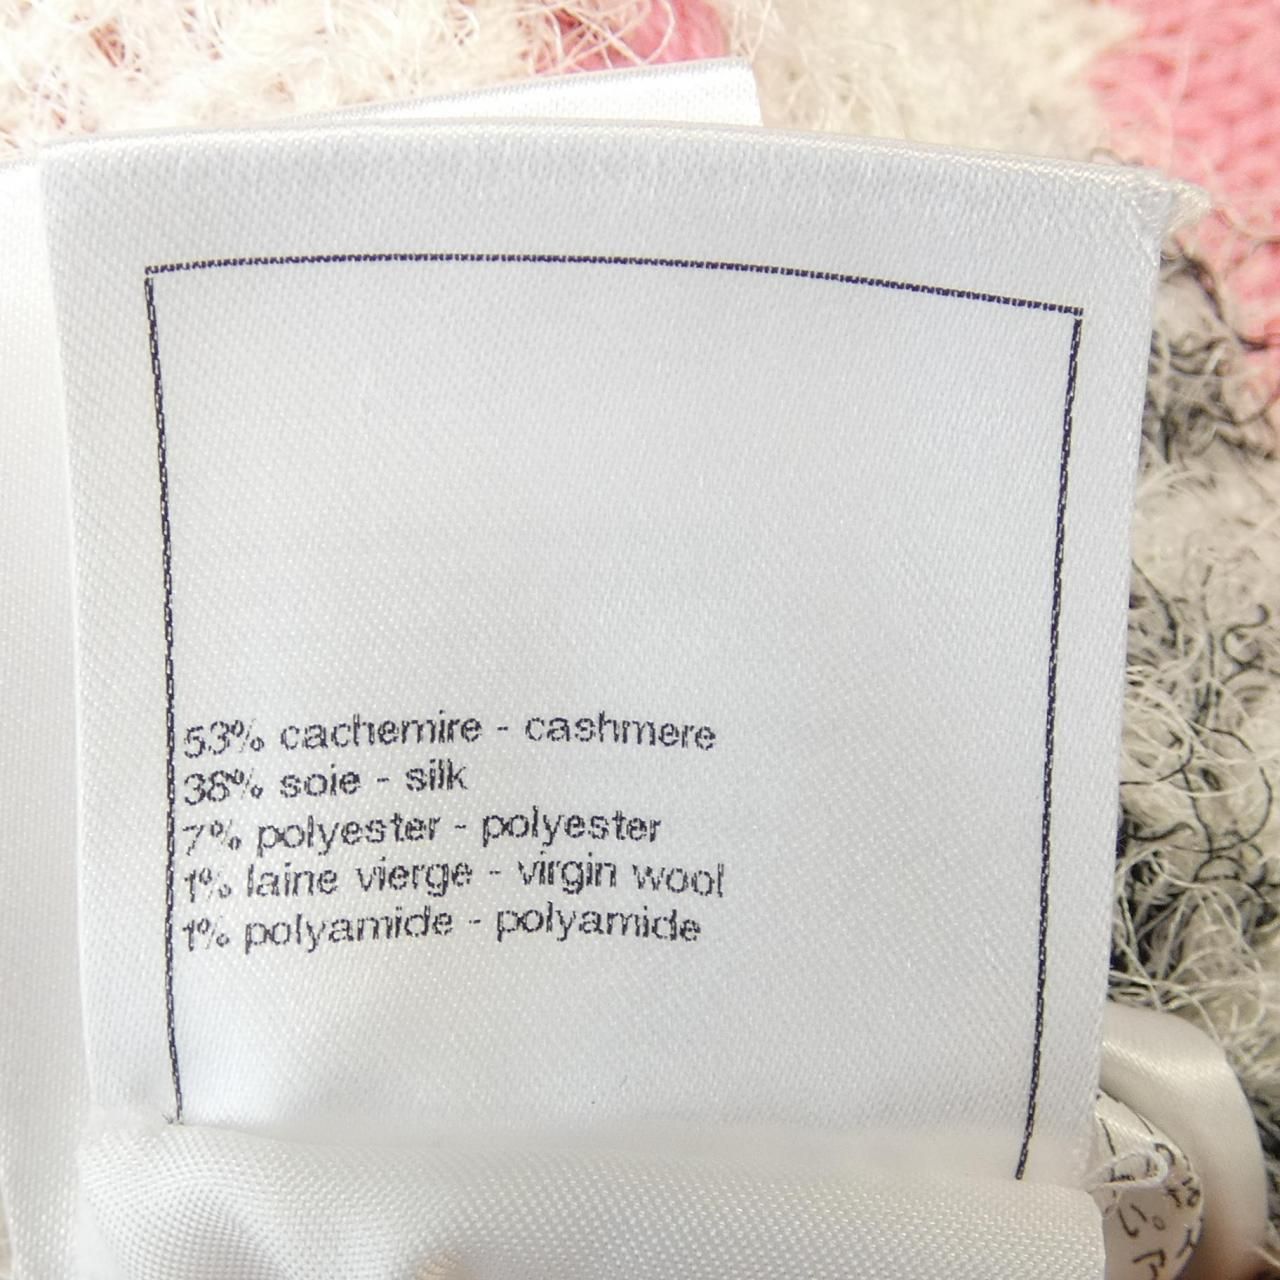 53% cachemire - cashmere
38% soie - silk
7% polyester - polyester
1% laine vierge - virgin wool
1% polyamide - polyamide